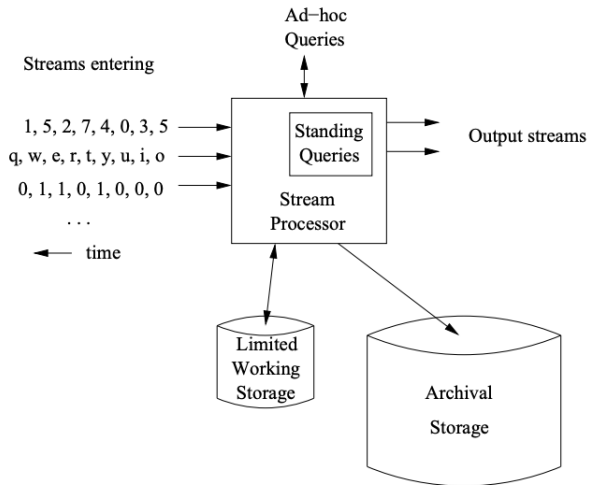 Ad-hoc
Queries
Streams entering
1, 5, 2, 7, 4, 0, 3, 5
q, w, e, r, t, y, u, i, o
0, 1, 1, 0, 1, 0, 0, 0
. . .
time
Standing
Queries
Stream
Processor
Output streams
Limited
Working
Storage
Archival
Storage